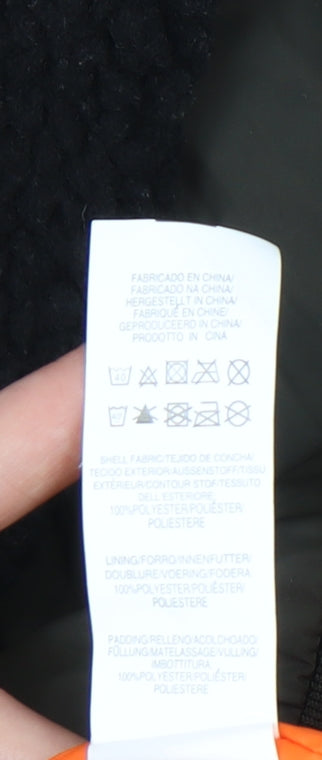 FABRICADO EN CHINA/
FABRICADO NA CHINA/
HERGESTELLT IN CHINA/
FABRIQUÉ EN CHINE/
GEPRODUCEERD IN CHINA/
PRODOTTO IN CINA
40
40
SHELL FABRIC/TEJIDO DE CONCHA/
TECIDO EXTERIOR/AUSSENSTOFF/TISSU
EXTÉRIEUR/CONTOUR STOF/TESSUTO
DELL'ESTERIORE
100%POLYESTER/POLIÉSTER/
POLIESTERE
LINING/FORRO/INNENFUTTER/
DOUBLURE/VOERING/FODERA
100%POLYESTER/POLIÉSTER/
POLIESTERE
PADDING/RELLENO/ACOLCHOADO/
FÜLLUNG/MATELASSAGE/VULLING/
IMBOTTITURA
100%POLYESTER/POLIÉSTER/
POLIESTERE